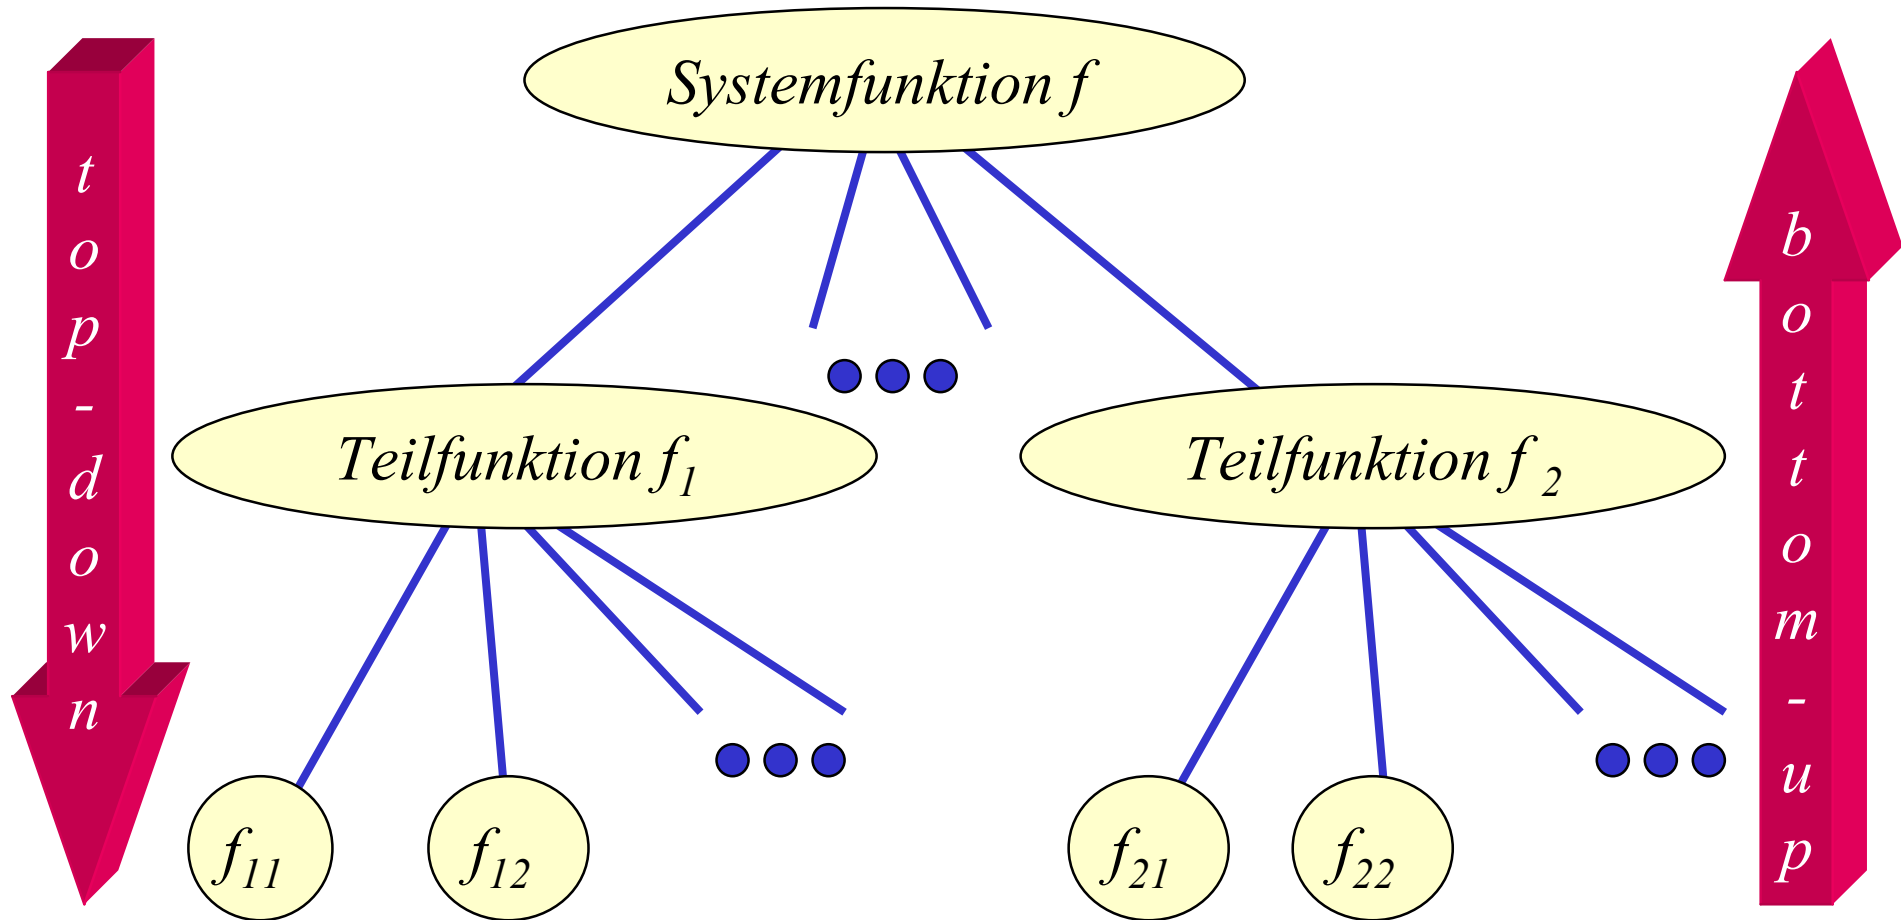 Systemfunktion f
top-down
bottom-up
Teilfunktion f₁
Teilfunktion f ₂
f₁₁
f₁₂
f₂₁
f₂₂